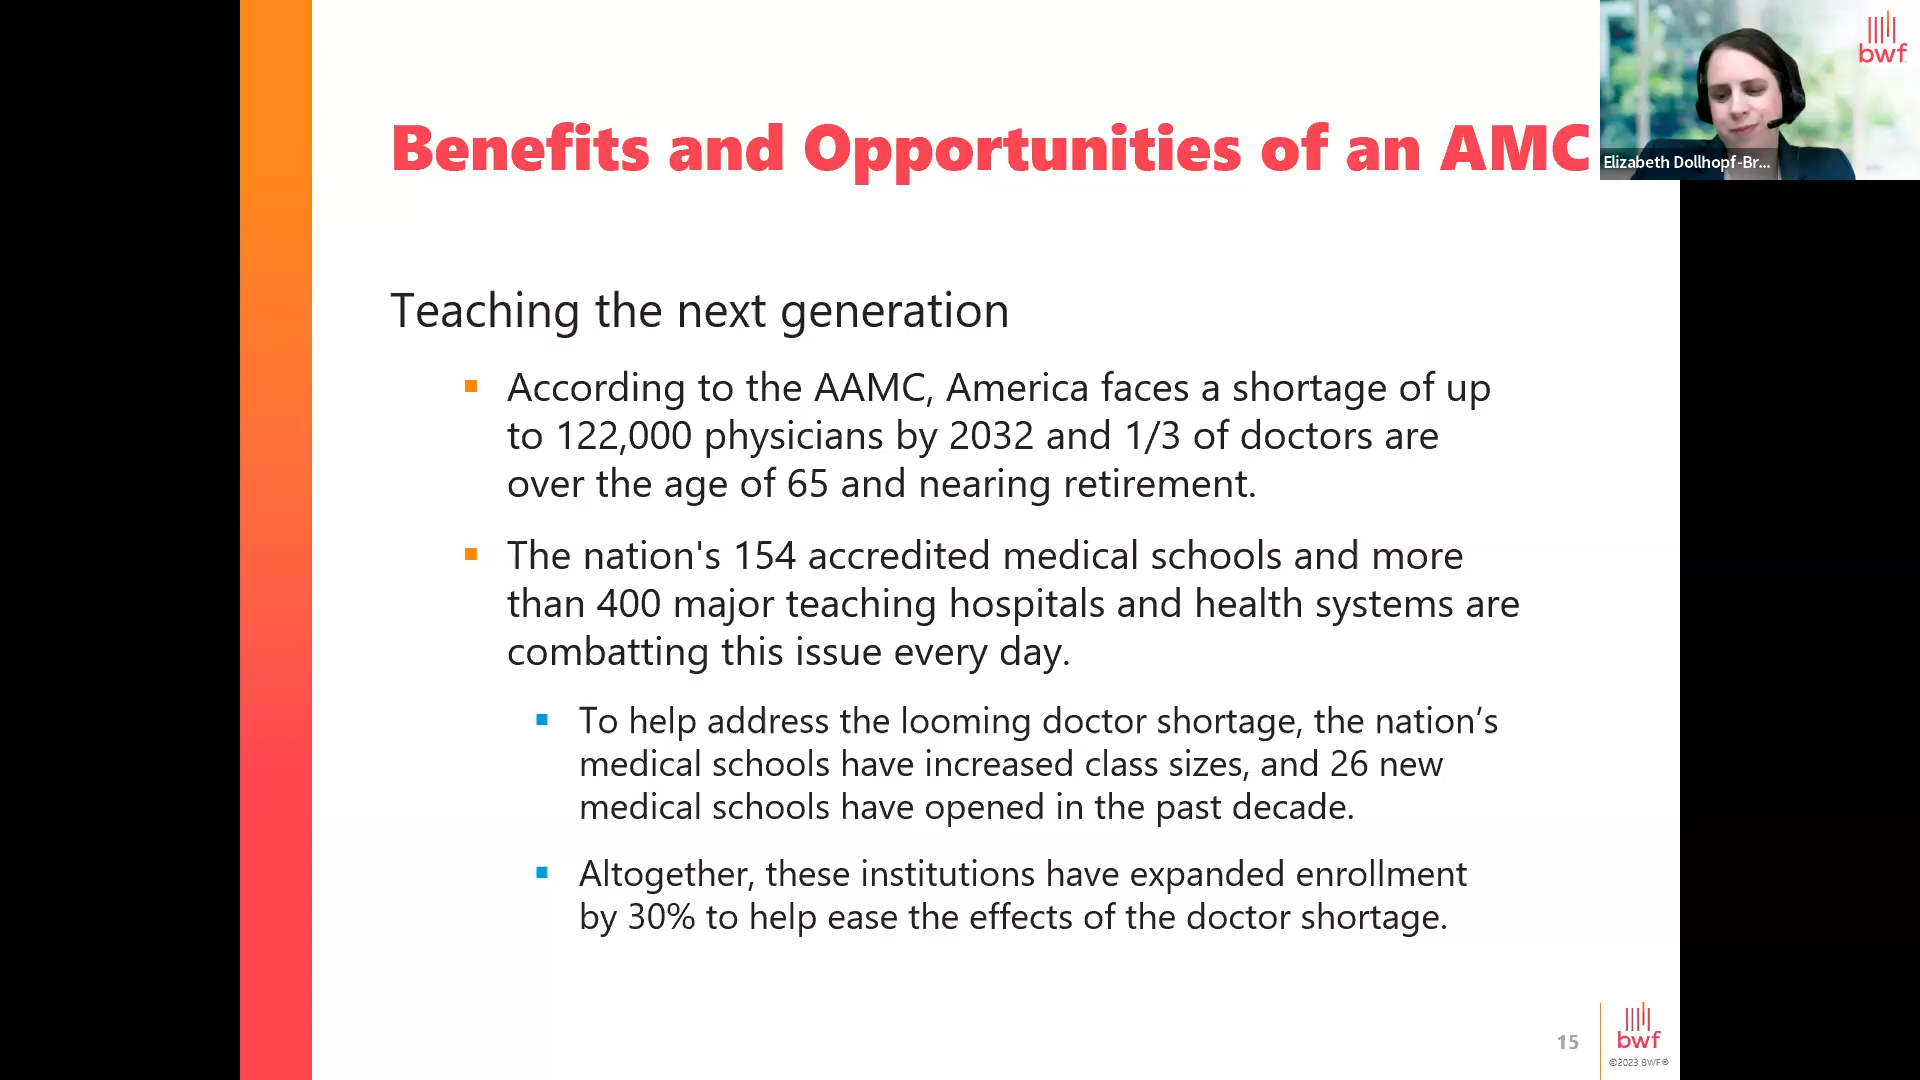 bwf
Benefits and Opportunities of an AMC
Elizabeth Dollhopf-Br...
Teaching the next generation
According to the AAMC, America faces a shortage of up
to 122,000 physicians by 2032 and 1/3 of doctors are
over the age of 65 and nearing retirement.
The nation's 154 accredited medical schools and more
than 400 major teaching hospitals and health systems are
combatting this issue every day.
To help address the looming doctor shortage, the nation’s
medical schools have increased class sizes, and 26 new
medical schools have opened in the past decade.
Altogether, these institutions have expanded enrollment
by 30% to help ease the effects of the doctor shortage.
15
bwf
©2023 BWF®